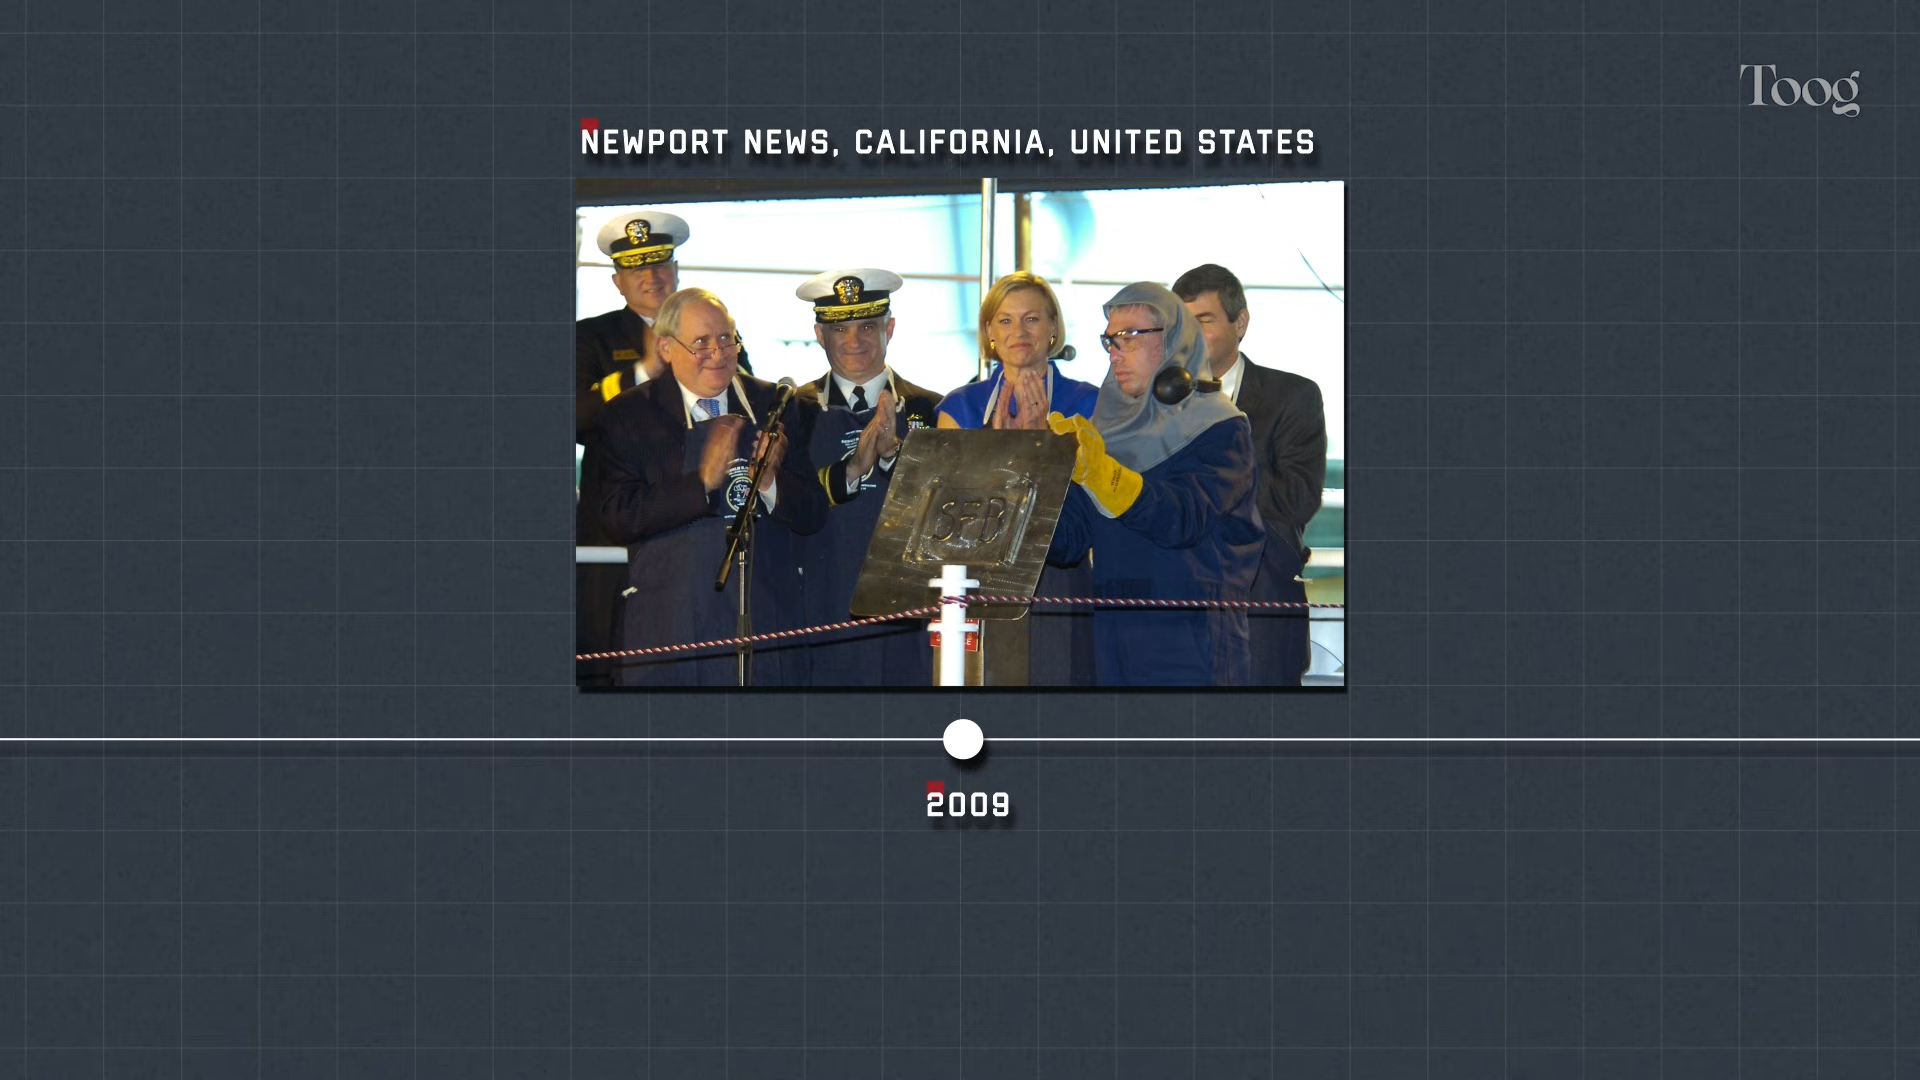 Toog
NEWPORT NEWS, CALIFORNIA, UNITED STATES
SFB
2009